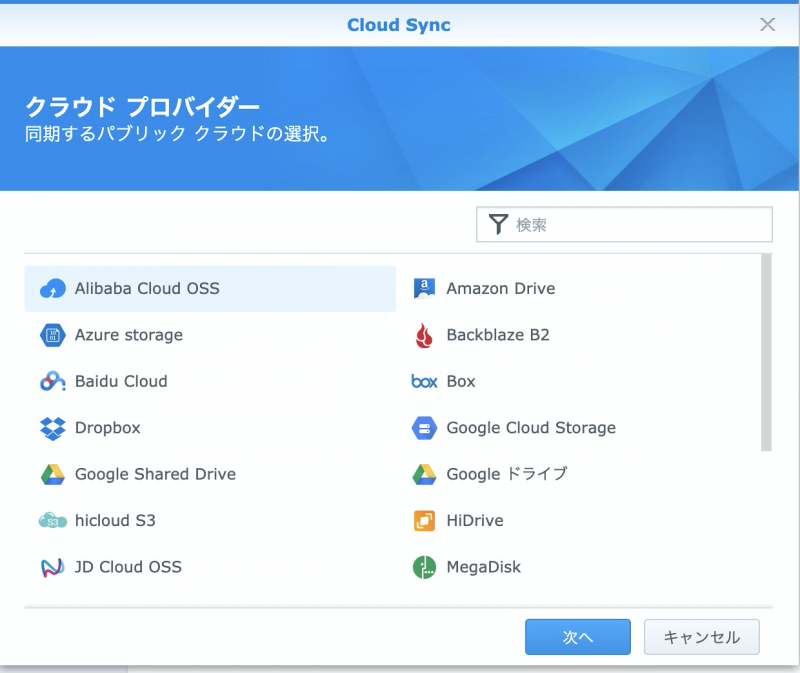 Cloud Sync
クラウド プロバイダー
同期するパブリック クラウドの選択。
検索
Alibaba Cloud OSS
Amazon Drive
Azure storage
Backblaze B2
Baidu Cloud
box Box
Dropbox
Google Cloud Storage
Google Shared Drive
Google ドライブ
S3 hicloud S3
HiDrive
JD Cloud OSS
MegaDisk
次へ
キャンセル